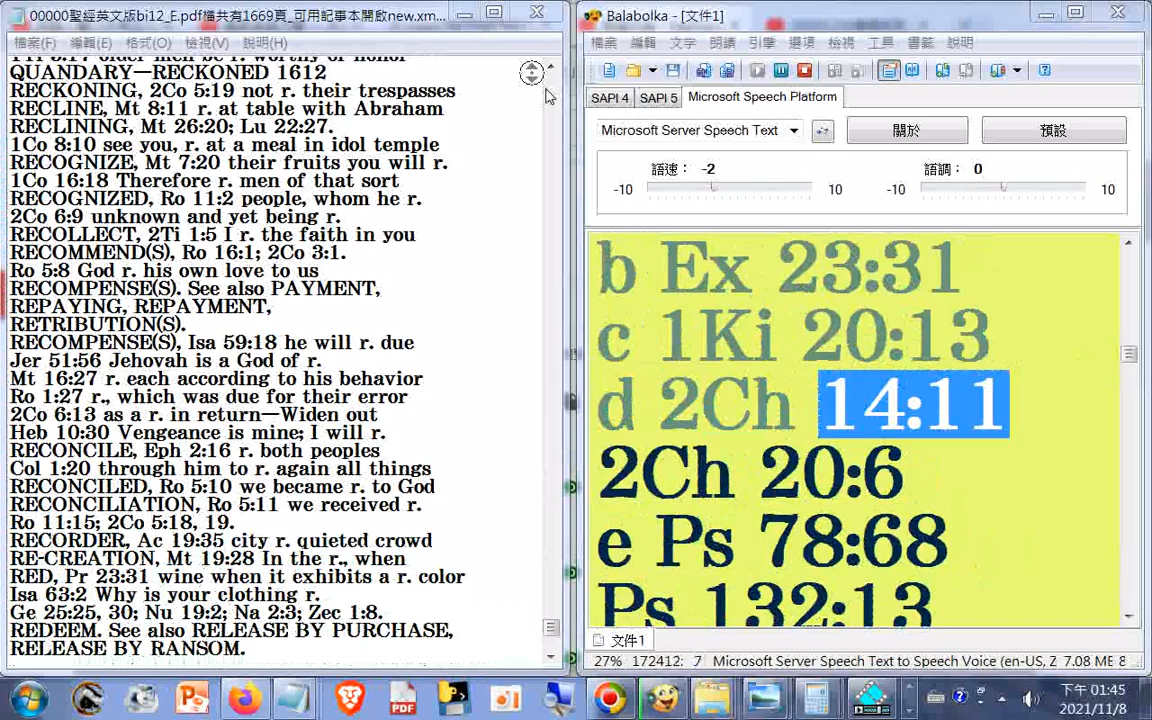 00000聖經英文版bi12_E.pdf檔共有1669頁_可用記事本開啟new.xm...
檔案(F) 編輯(E) 格式(O) 檢視(V) 說明(H)
1Ti 5:17 older men be r. worthy of honor
QUANDARY—RECKONED 1612
RECKONING, 2Co 5:19 not r. their trespasses
RECLINE, Mt 8:11 r. at table with Abraham
RECLINING, Mt 26:20; Lu 22:27.
1Co 8:10 see you, r. at a meal in idol temple
RECOGNIZE, Mt 7:20 their fruits you will r.
1Co 16:18 Therefore r. men of that sort
RECOGNIZED, Ro 11:2 people, whom he r.
2Co 6:9 unknown and yet being r.
RECOLLECT, 2Ti 1:5 I r. the faith in you
RECOMMEND(S), Ro 16:1; 2Co 3:1.
Ro 5:8 God r. his own love to us
RECOMPENSE(S). See also PAYMENT,
REPAYING, REPAYMENT,
RETRIBUTION(S).
RECOMPENSE(S), Isa 59:18 he will r. due
Jer 51:56 Jehovah is a God of r.
Mt 16:27 r. each according to his behavior
Ro 1:27 r., which was due for their error
2Co 6:13 as a r. in return—Widen out
Heb 10:30 Vengeance is mine; I will r.
RECONCILE, Eph 2:16 r. both peoples
Col 1:20 through him to r. again all things
RECONCILED, Ro 5:10 we became r. to God
RECONCILIATION, Ro 5:11 we received r.
Ro 11:15; 2Co 5:18, 19.
RECORDER, Ac 19:35 city r. quieted crowd
RE-CREATION, Mt 19:28 In the r., when
RED, Pr 23:31 wine when it exhibits a r. color
Isa 63:2 Why is your clothing r.
Ge 25:25, 30; Nu 19:2; Na 2:3; Zec 1:8.
REDEEM. See also RELEASE BY PURCHASE,
RELEASE BY RANSOM.
Balabolka - [文件1]
檔案 編輯 文字 朗讀 引擎 選項 檢視 工具 書籤 說明
SAPI 4 SAPI 5 Microsoft Speech Platform
Microsoft Server Speech Text 關於 預設
語速： -2 語調： 0
-10 10 -10 10
b Ex 23:31
c 1Ki 20:13
d 2Ch 14:11
2Ch 20:6
e Ps 78:68
Ps 132:13
文件1
27% 172412: 7 Microsoft Server Speech Text to Speech Voice (en-US, Z 7.08 MB 8
PDF
下午 01:45
2021/11/8